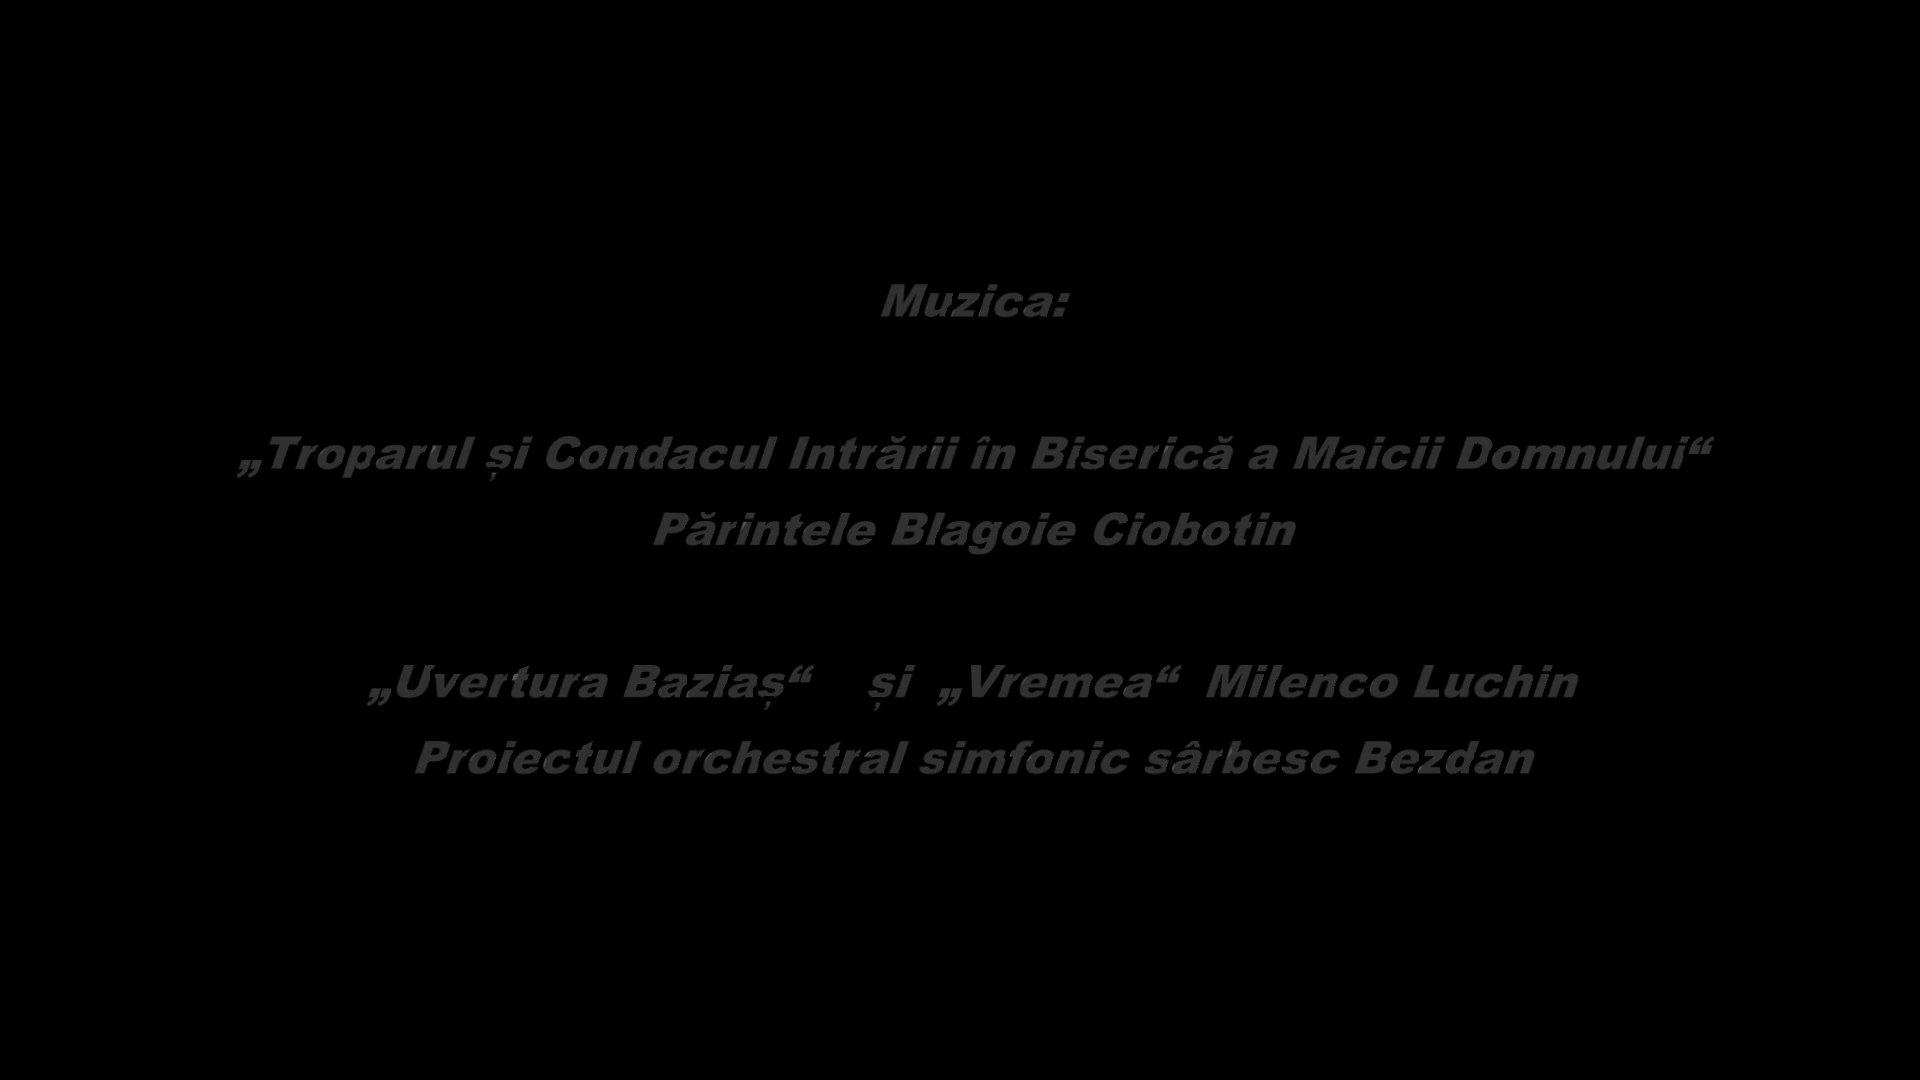 Muzica:
„Troparul și Condacul Intrării în Biserică a Maicii Domnului“
Părintele Blagoie Ciobotin
„Uvertura Baziaș“ și „Vremea“ Milenco Luchin
Proiectul orchestral simfonic sârbesc Bezdan